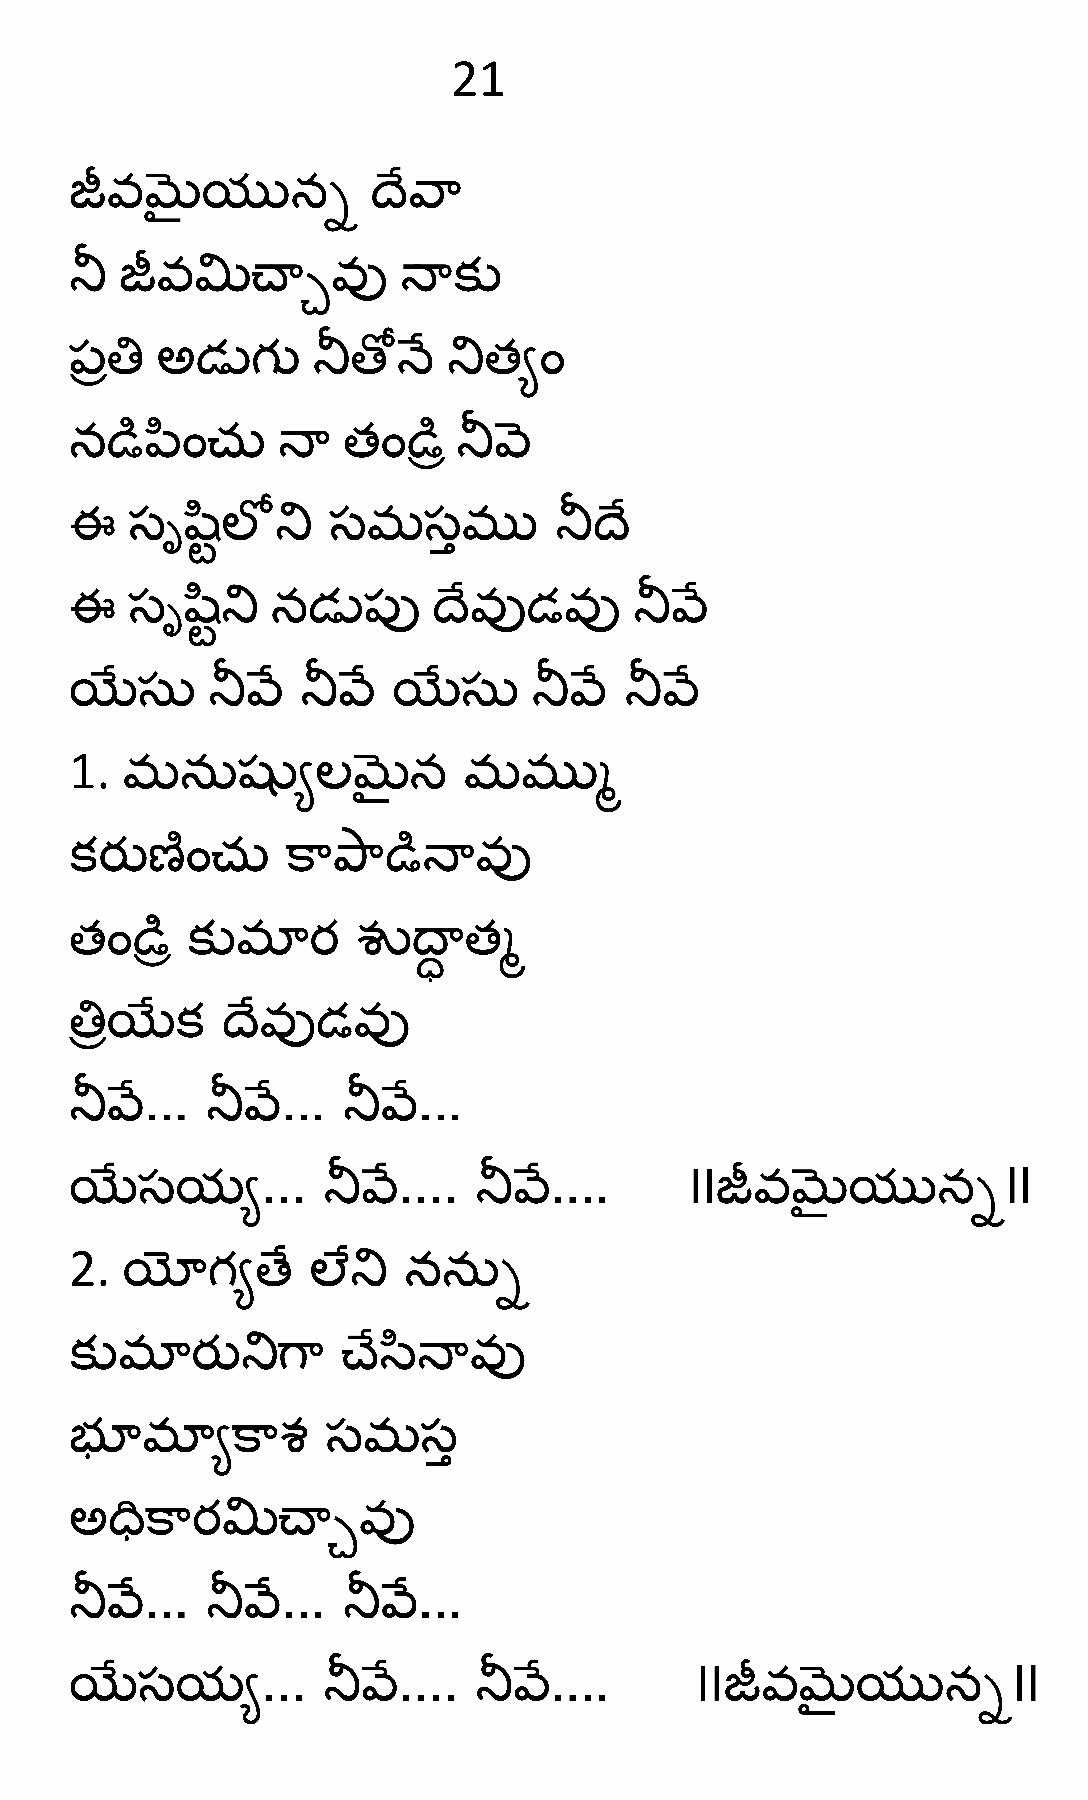 21
జీవమైయున్న దేవా
నీ జీవమిచ్చావు నాకు
ప్రతి అడుగు నీతోనే నిత్యం
నడిపించు నా తండ్రి నీవె
ఈ సృష్టిలోని సమస్తము నీదే
ఈ సృష్టిని నడుపు దేవుడవు నీవే
యేసు నీవే నీవే యేసు నీవే నీవే
1. మనుష్యులమైన మమ్ము
కరుణించు కాపాడినావు
తండ్రి కుమార శుద్ధాత్మ
త్రియేక దేవుడవు
నీవే... నీవే... నీవే...
యేసయ్య... నీవే.... నీవే.... ॥జీవమైయున్న॥
2. యోగ్యతే లేని నన్ను
కుమారునిగా చేసినావు
భూమ్యాకాశ సమస్త
అధికారమిచ్చావు
నీవే... నీవే... నీవే...
యేసయ్య... నీవే.... నీవే.... ॥జీవమైయున్న॥